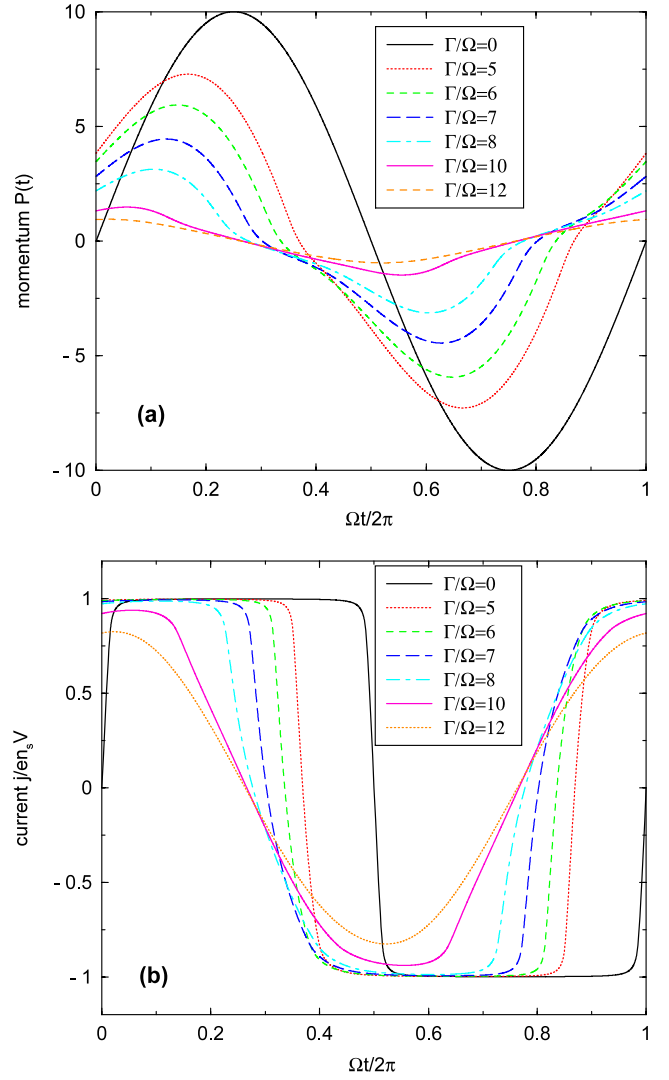 10
5
0
-5
-10
momentum P(t)
Γ/Ω=0
Γ/Ω=5
Γ/Ω=6
Γ/Ω=7
Γ/Ω=8
Γ/Ω=10
Γ/Ω=12
(a)
0 0.2 0.4 0.6 0.8 1
Ωt/2π
1
0.5
0
- 0.5
- 1
current j/enₛV
Γ/Ω=0
Γ/Ω=5
Γ/Ω=6
Γ/Ω=7
Γ/Ω=8
Γ/Ω=10
Γ/Ω=12
(b)
0 0.2 0.4 0.6 0.8 1
Ωt/2π